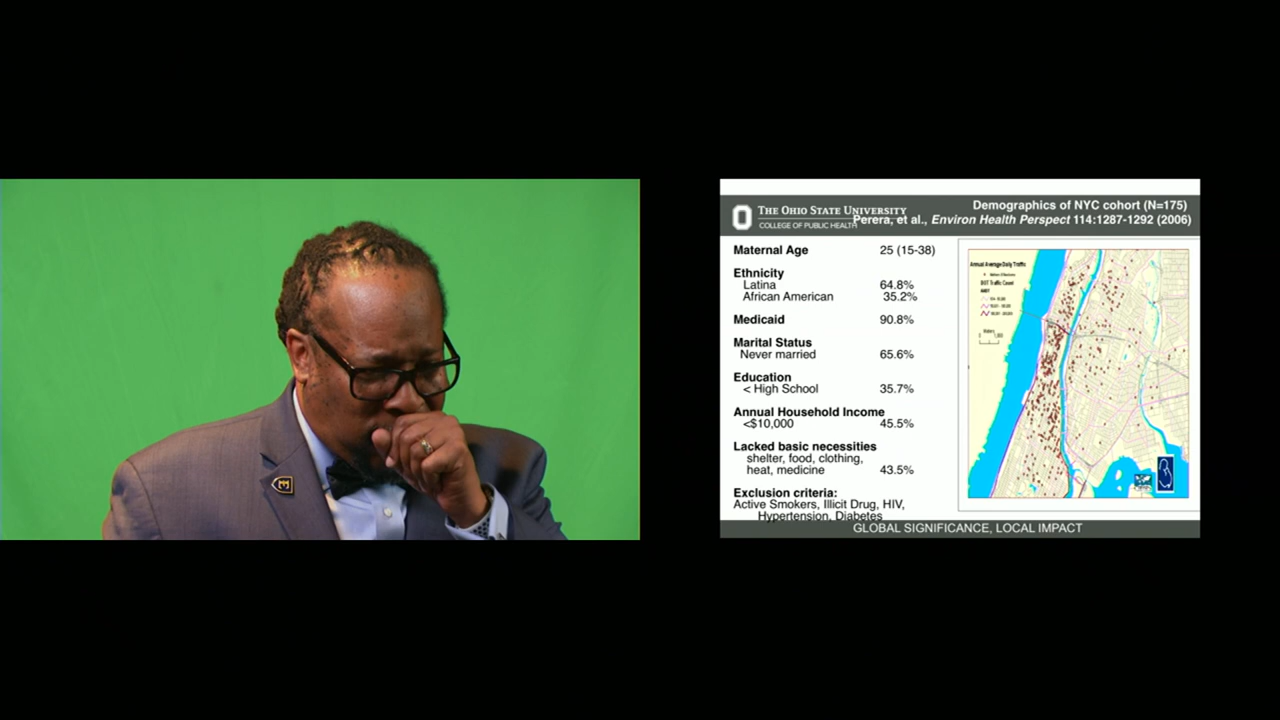 THE OHIO STATE UNIVERSITY
COLLEGE OF PUBLIC HEALTH
Demographics of NYC cohort (N=175)
Perera, et al., Environ Health Perspect 114:1287-1292 (2006)
Maternal Age 25 (15-38)
Ethnicity
Latina 64.8%
African American 35.2%
Medicaid 90.8%
Marital Status
Never married 65.6%
Education
< High School 35.7%
Annual Household Income
<$10,000 45.5%
Lacked basic necessities
shelter, food, clothing,
heat, medicine 43.5%
Exclusion criteria:
Active Smokers, Illicit Drug, HIV,
Hypertension, Diabetes
Annual Average Daily Traffic
DOT Traffic Count
GLOBAL SIGNIFICANCE, LOCAL IMPACT